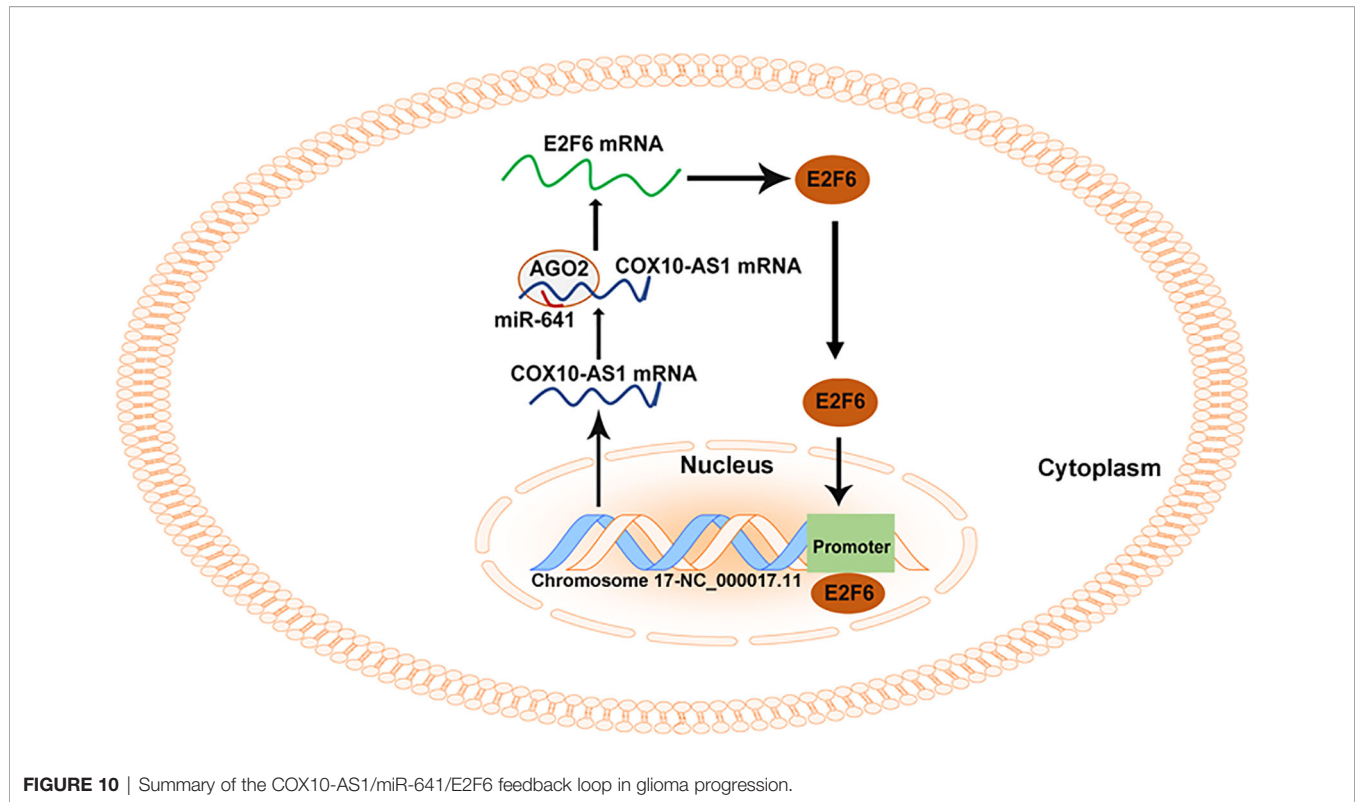 E2F6 mRNA
E2F6
AGO2
COX10-AS1 mRNA
miR-641
COX10-AS1 mRNA
E2F6
Nucleus
Cytoplasm
Promoter
Chromosome 17-NC_000017.11
E2F6
FIGURE 10 | Summary of the COX10-AS1/miR-641/E2F6 feedback loop in glioma progression.